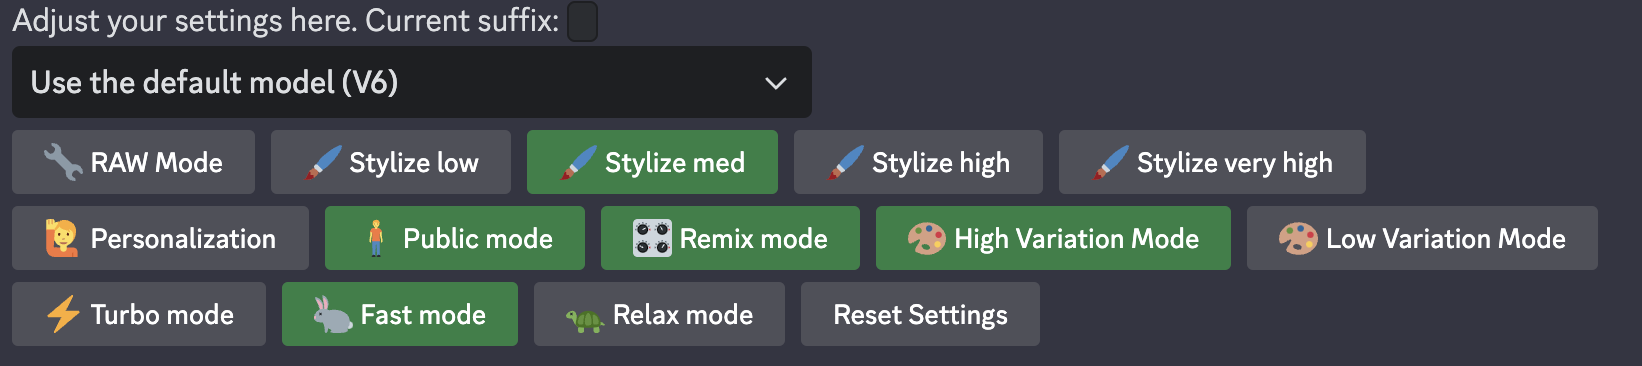 Adjust your settings here. Current suffix:
Use the default model (V6)
RAW Mode Stylize low Stylize med Stylize high Stylize very high
Personalization Public mode Remix mode High Variation Mode Low Variation Mode
Turbo mode Fast mode Relax mode Reset Settings